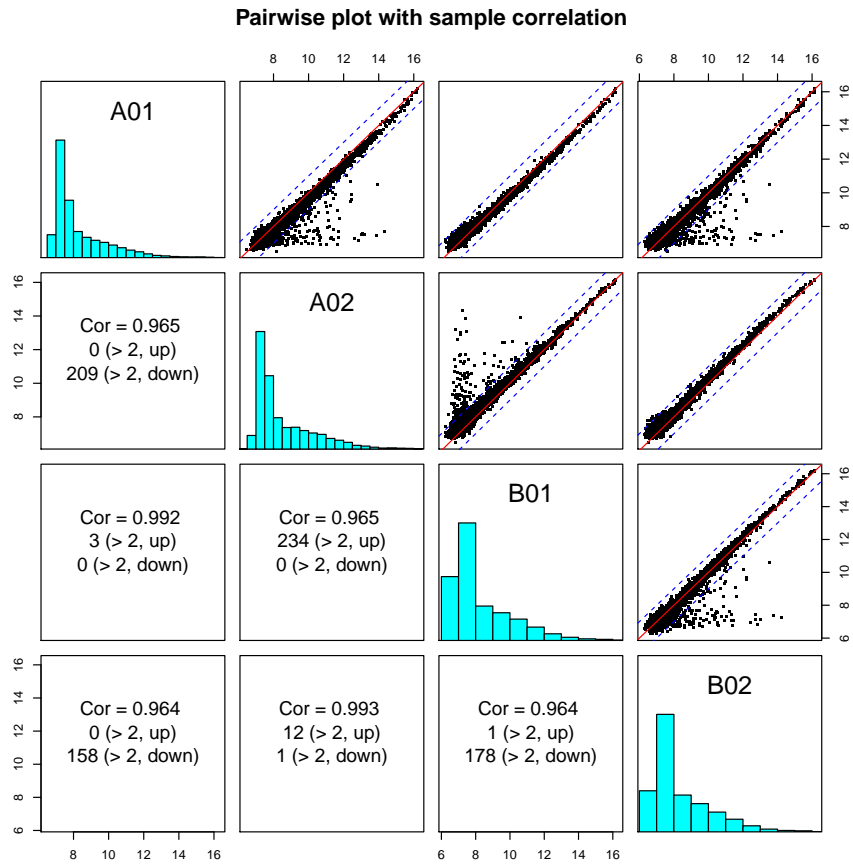 Pairwise plot with sample correlation
8 10 12 14 16
6 8 10 12 14 16
A01
8 10 12 14 16
8 10 12 14 16
Cor = 0.965
0 (> 2, up)
209 (> 2, down)
A02
Cor = 0.992
3 (> 2, up)
0 (> 2, down)
Cor = 0.965
234 (> 2, up)
0 (> 2, down)
B01
6 8 10 12 14 16
6 8 10 12 14 16
Cor = 0.964
0 (> 2, up)
158 (> 2, down)
Cor = 0.993
12 (> 2, up)
1 (> 2, down)
Cor = 0.964
1 (> 2, up)
178 (> 2, down)
B02
8 10 12 14 16
6 8 10 12 14 16